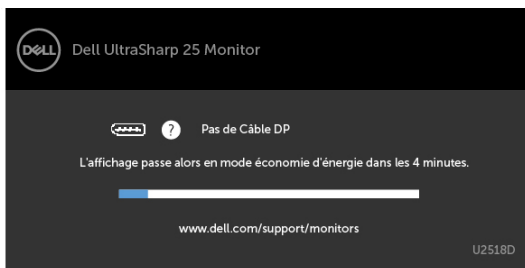 DELL Dell UltraSharp 25 Monitor
? Pas de Câble DP
L'affichage passe alors en mode économie d'énergie dans les 4 minutes.
www.dell.com/support/monitors
U2518D